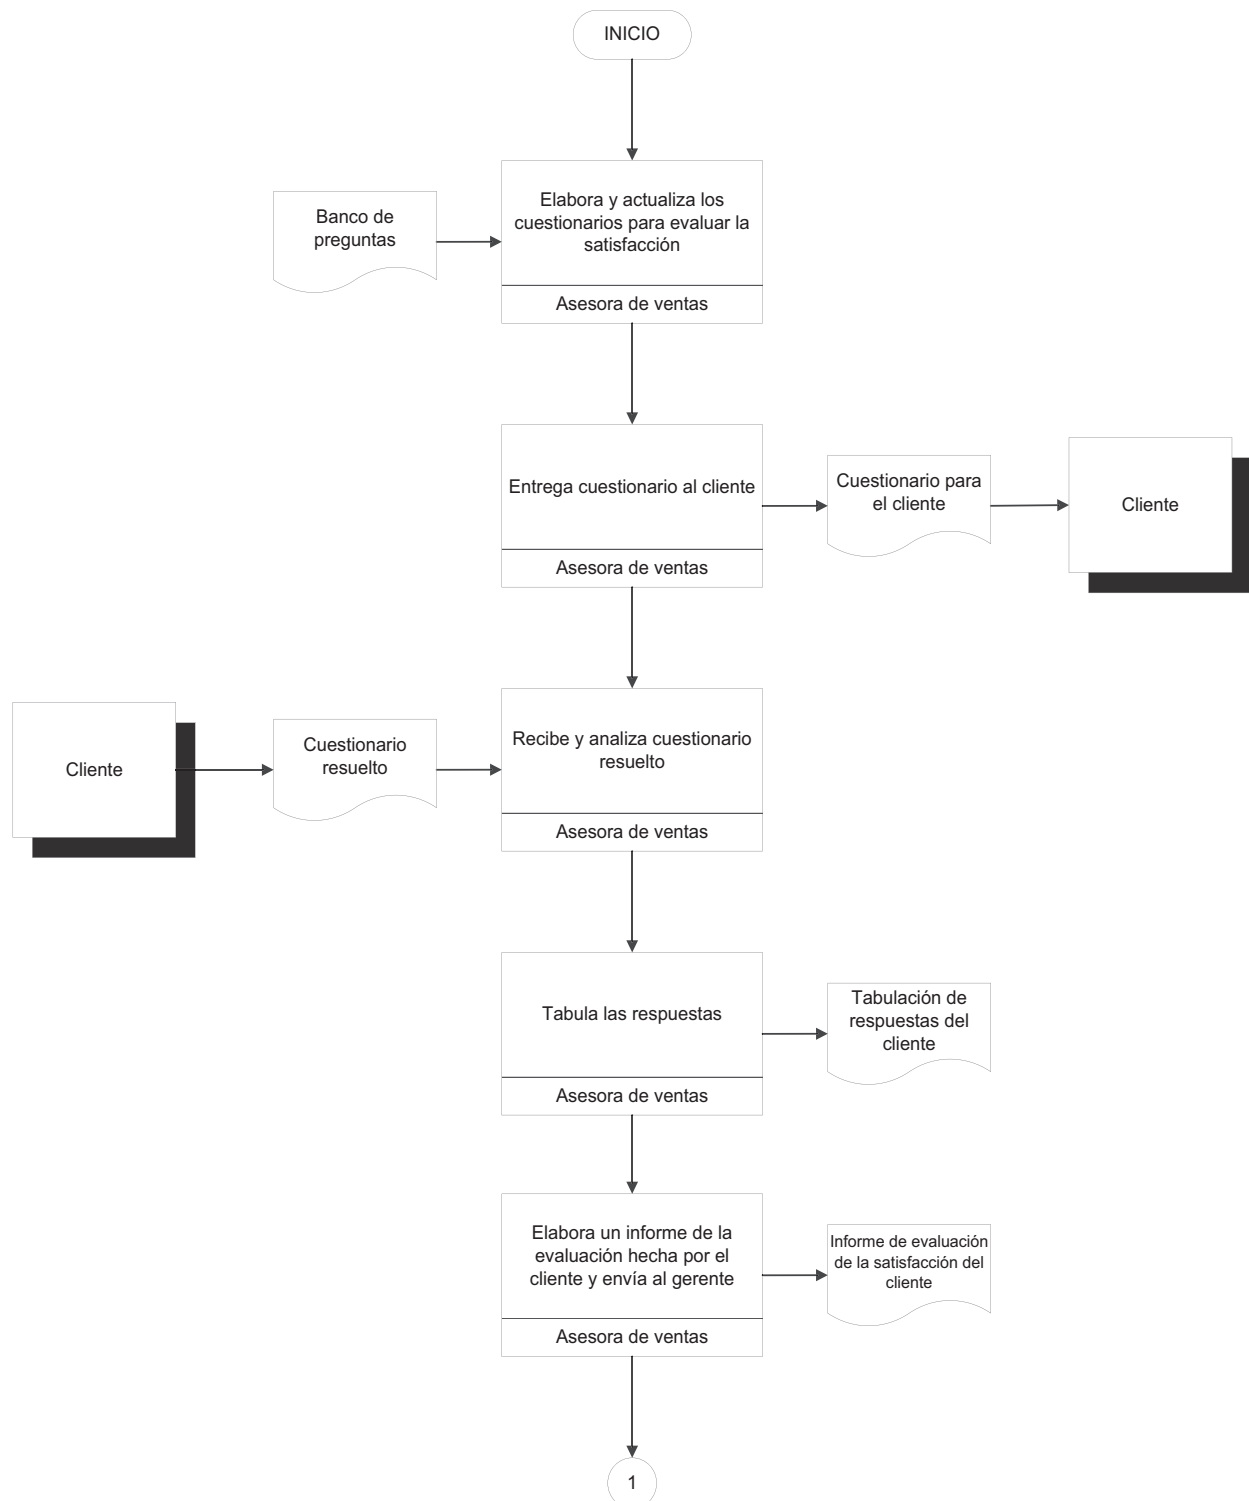 INICIO
Banco de
preguntas
Elabora y actualiza los
cuestionarios para evaluar la
satisfacción
Asesora de ventas
Entrega cuestionario al cliente
Asesora de ventas
Cuestionario para
el cliente
Cliente
Cliente
Cuestionario
resuelto
Recibe y analiza cuestionario
resuelto
Asesora de ventas
Tabula las respuestas
Asesora de ventas
Tabulación de
respuestas del
cliente
Elabora un informe de la
evaluación hecha por el
cliente y envía al gerente
Asesora de ventas
Informe de evaluación
de la satisfacción del
cliente
1